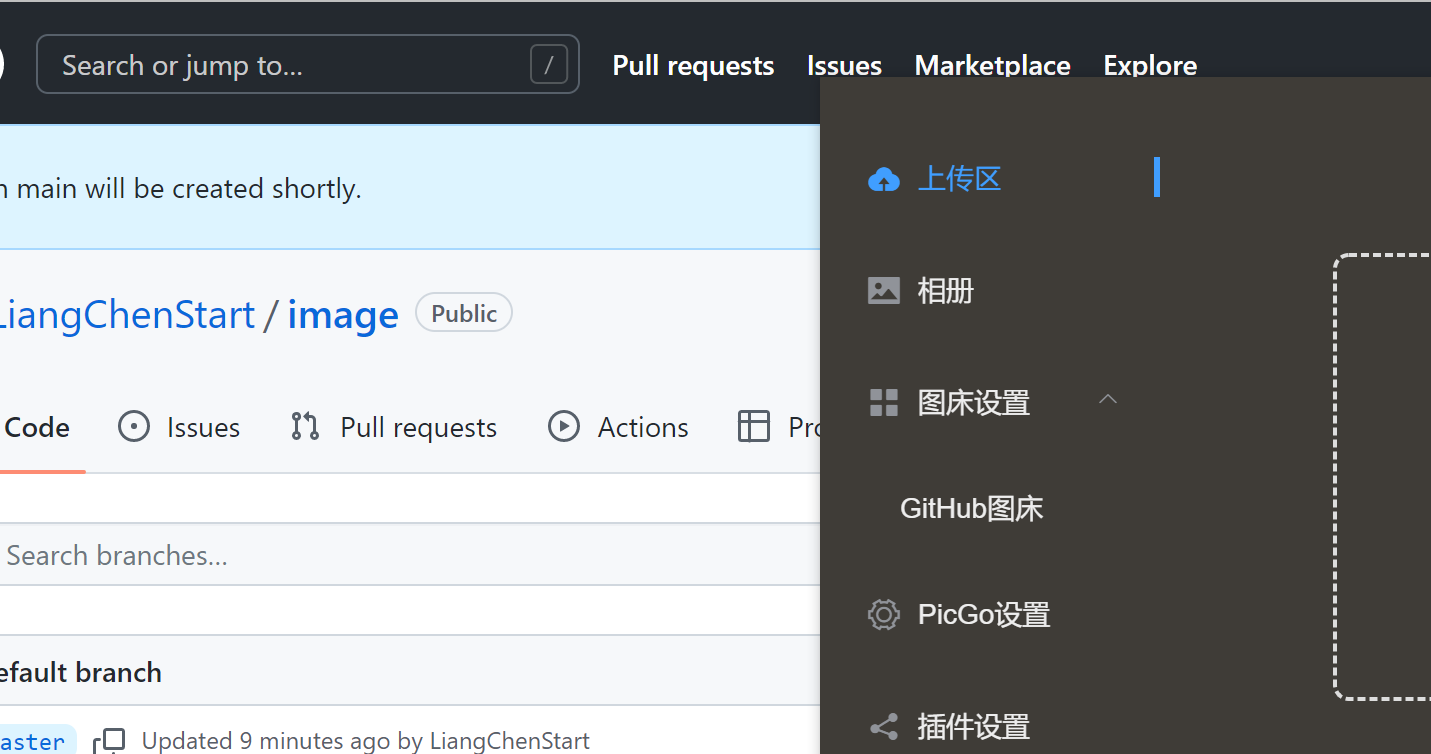 Search or jump to...
/
Pull requests
Issues
Marketplace
Explore
main will be created shortly.
LiangChenStart / image
Public
Code
Issues
Pull requests
Actions
Search branches...
branch
Updated 9 minutes ago by LiangChenStart
上传区
相册
图床设置
GitHub图床
PicGo设置
插件设置